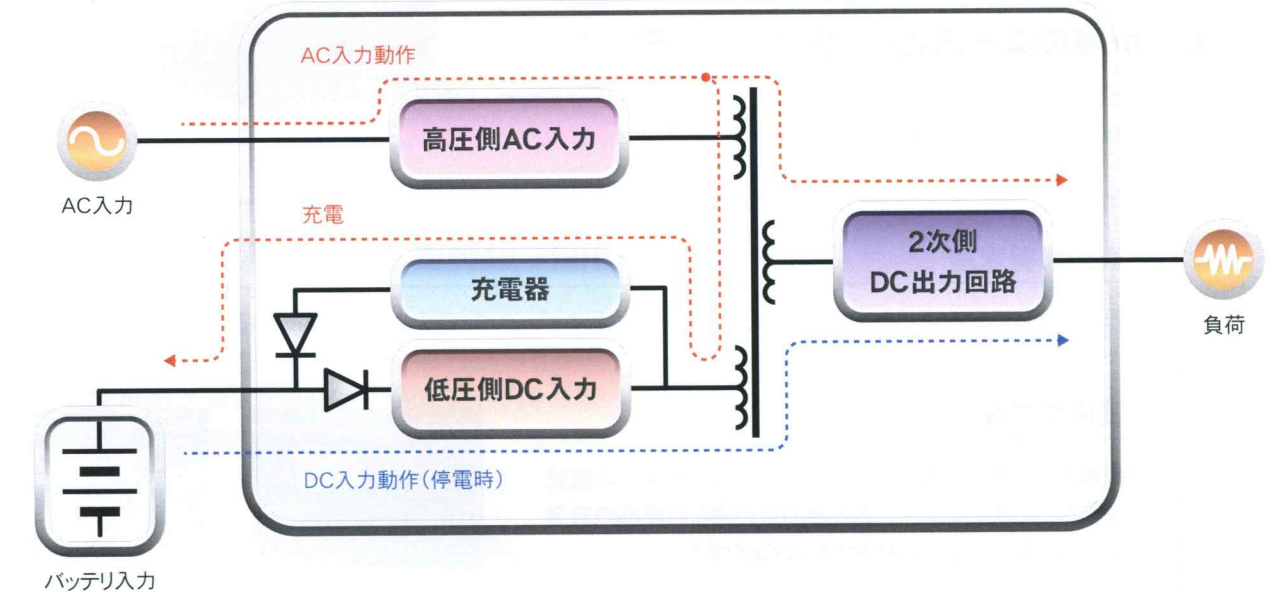 AC入力動作
高圧側AC入力
AC入力
充電
2次側
DC出力回路
充電器
負荷
低圧側DC入力
DC入力動作(停電時)
バッテリ入力